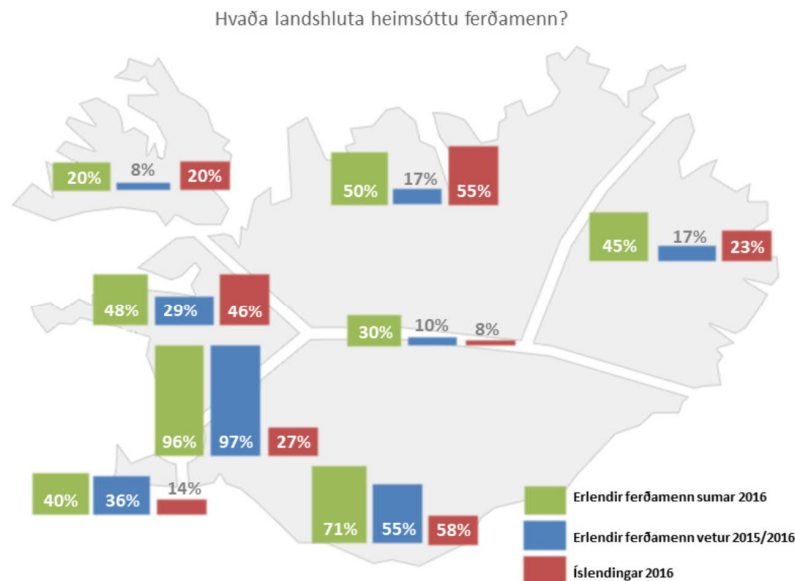 Hvaða landshluta heimsóttu ferðamenn?
20% 8% 20%
50% 17% 55%
45% 17% 23%
48% 29% 46%
30% 10% 8%
96% 97% 27%
40% 36% 14%
71% 55% 58%
Erlendir ferðamenn sumar 2016
Erlendir ferðamenn vetur 2015/2016
Íslendingar 2016